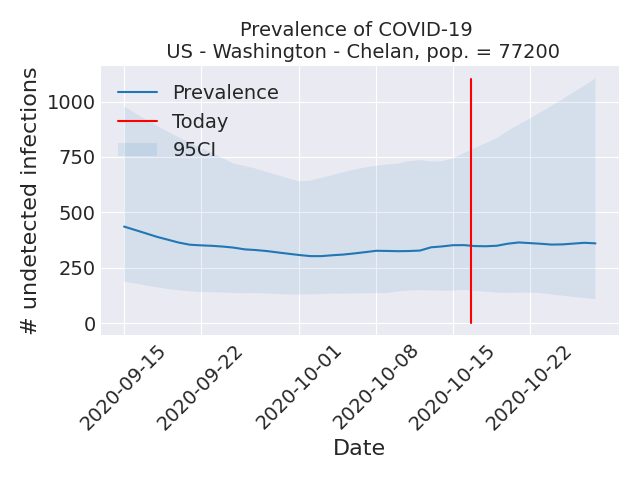 Prevalence of COVID-19
US - Washington - Chelan, pop. = 77200
# undetected infections
1000
750
500
250
0
Prevalence
Today
95CI
2020-09-15
2020-09-22
2020-10-01
2020-10-08
2020-10-15
2020-10-22
Date